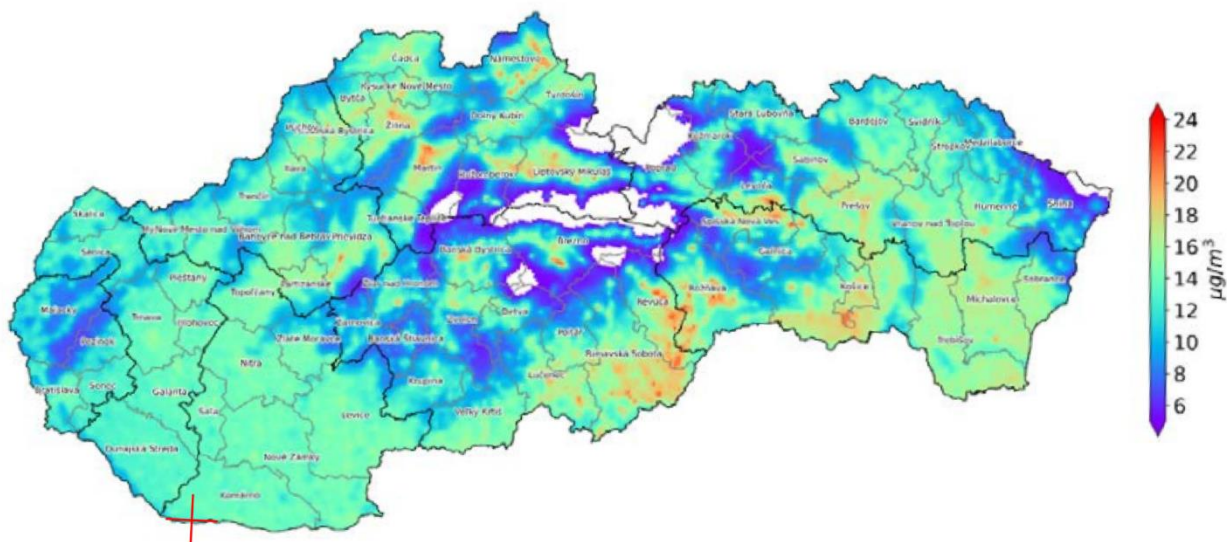 Čadca
Námestovo
Kysucké Nové Mesto
Bytča
Tvrdošín
Dolný Kubín
Žilina
Stará Ľubovňa
Bardejov
Svidník
Stropkov
Medzilaborce
Kežmarok
Sabinov
Ilava
Martin
Ružomberok
Liptovský Mikuláš
Poprad
Levoča
Prešov
Humenné
Snina
Trenčín
Skalica
Turčianske Teplice
Spišská Nová Ves
Vranov nad Topľou
Senica
Nové Mesto nad Váhom
Bánovce nad Bebravou
Prievidza
Banská Bystrica
Brezno
Gelnica
Sobrance
Piešťany
Topoľčany
Partizánske
Žiar nad Hronom
Košice
Michalovce
Malacky
Trnava
Hlohovec
Detva
Revúca
Rožňava
Zvolen
Žarnovica
Banská Štiavnica
Poltár
Trebišov
Pezinok
Zlaté Moravce
Nitra
Rimavská Sobota
Krupina
Lučenec
Bratislava
Senec
Galanta
Šaľa
Levice
Veľký Krtíš
Dunajská Streda
Nové Zámky
Komárno
24
22
20
18
16
14
12
10
8
6
µg/m³